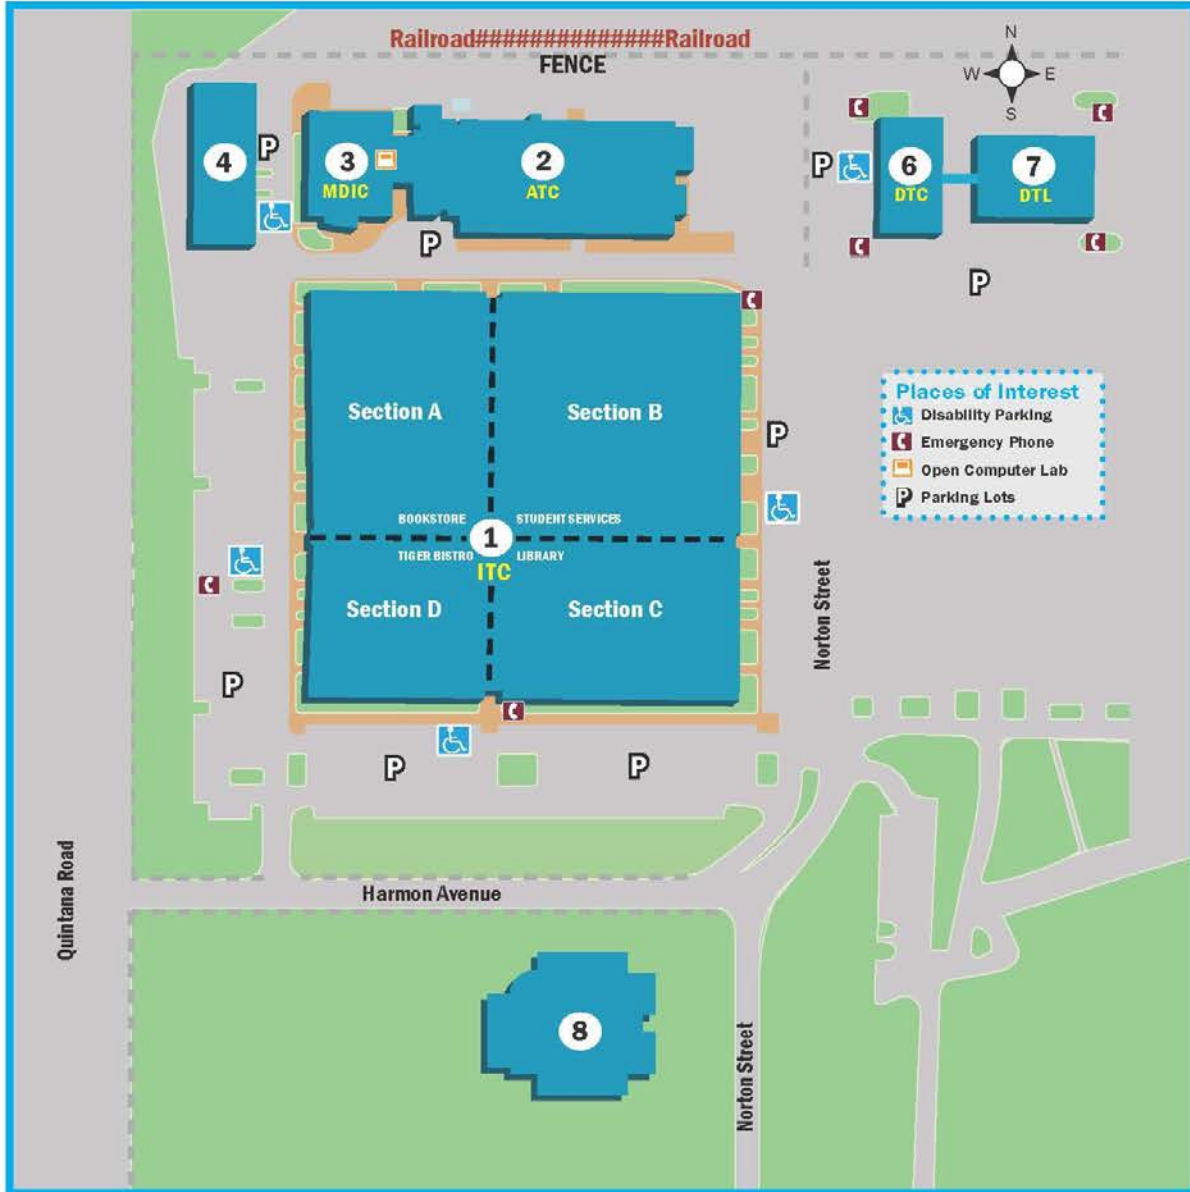 Railroad##############Railroad
FENCE
N
W E
S
4
P
3
MDIC
2
ATC
P
P
6
DTC
7
DTL
P
Section A
Section B
P
BOOKSTORE
STUDENT SERVICES
1
TIGER BISTRO
LIBRARY
ITC
Section D
Section C
Places of Interest
Disability Parking
Emergency Phone
Open Computer Lab
P Parking Lots
Norton Street
P
P
P
Quintana Road
Harmon Avenue
8
Norton Street